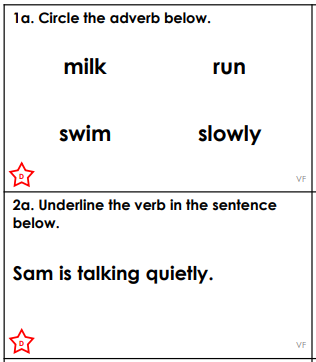 1a. Circle the adverb below.
milk run
swim slowly
D VF
2a. Underline the verb in the sentence
below.
Sam is talking quietly.
D VF